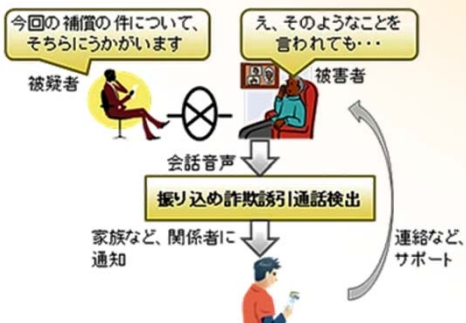 今回の補償の件について、
そちらにうかがいます
え、そのようなことを
言われても・・・
被疑者
被害者
会話音声
振り込め詐欺誘引通話検出
家族など、関係者に
通知
連絡など、
サポート